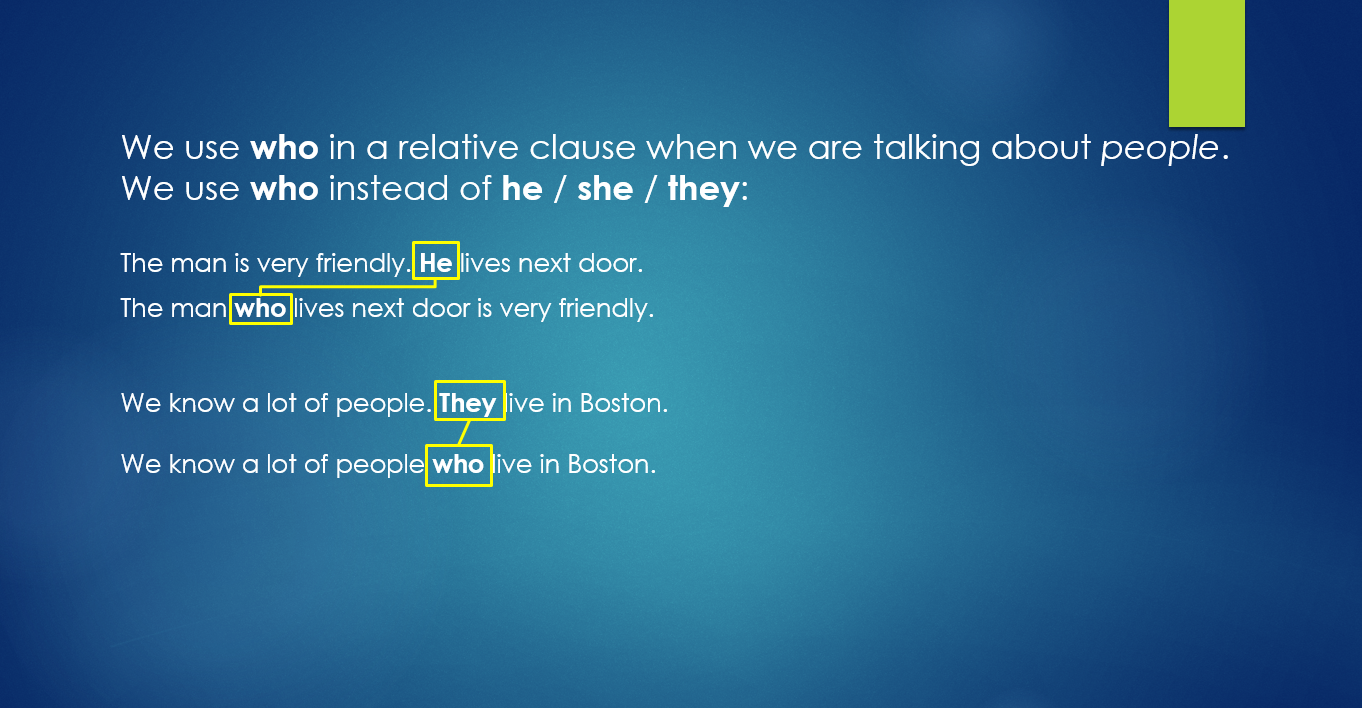 We use who in a relative clause when we are talking about people.
We use who instead of he / she / they:
The man is very friendly. He lives next door.
The man who lives next door is very friendly.
We know a lot of people. They live in Boston.
We know a lot of people who live in Boston.